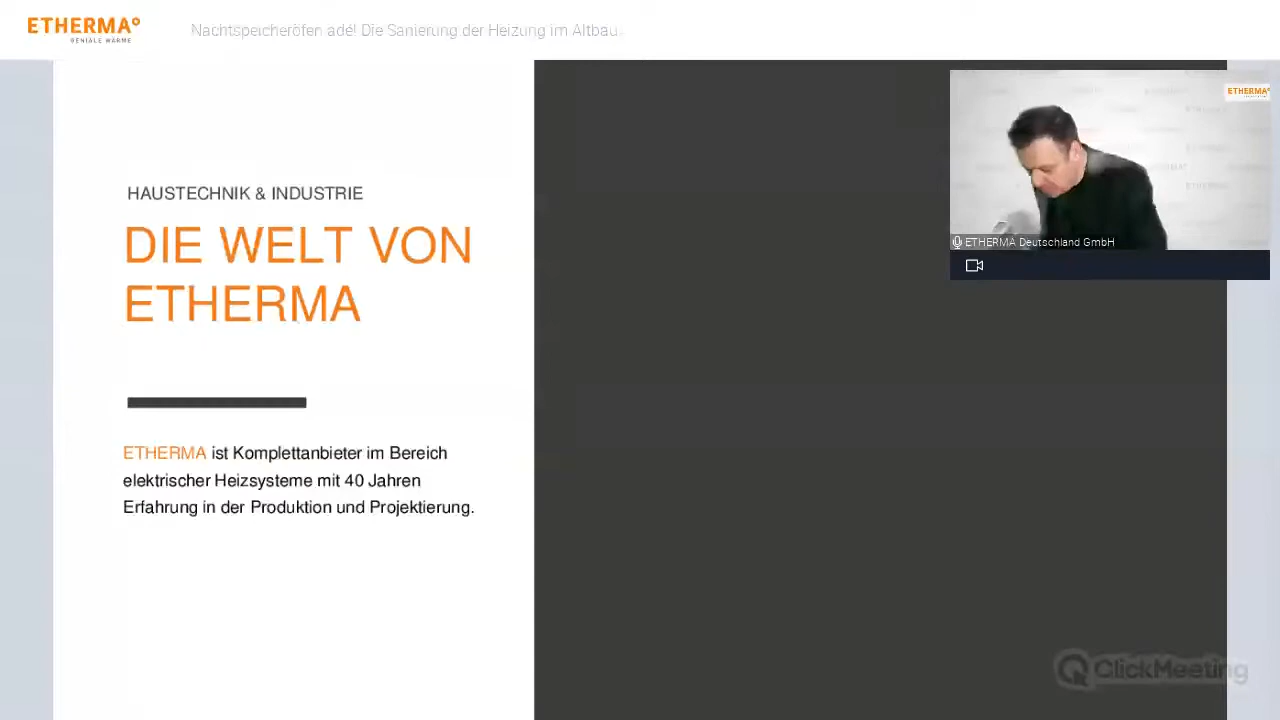 ETHERMA°
GENIALE WÄRME
Nachtspeicheröfen adé! Die Sanierung der Heizung im Altbau
ETHERMA°
ETHERMA Deutschland GmbH
HAUSTECHNIK & INDUSTRIE
DIE WELT VON
ETHERMA
ETHERMA ist Komplettanbieter im Bereich
elektrischer Heizsysteme mit 40 Jahren
Erfahrung in der Produktion und Projektierung.
ClickMeeting